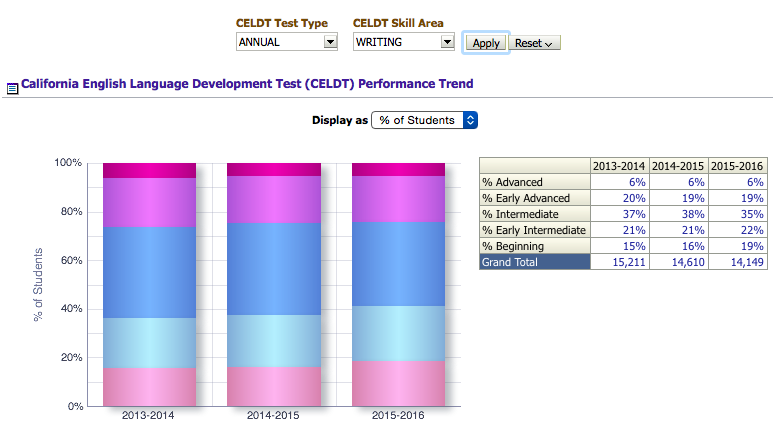 CELDT Test Type CELDT Skill Area
ANNUAL WRITING Apply Reset
California English Language Development Test (CELDT) Performance Trend
Display as % of Students
100%
80%
60%
40%
20%
0%
% of Students
2013-2014 2014-2015 2015-2016
2013-2014 2014-2015 2015-2016
% Advanced 6% 6% 6%
% Early Advanced 20% 19% 19%
% Intermediate 37% 38% 35%
% Early Intermediate 21% 21% 22%
% Beginning 15% 16% 19%
Grand Total 15,211 14,610 14,149